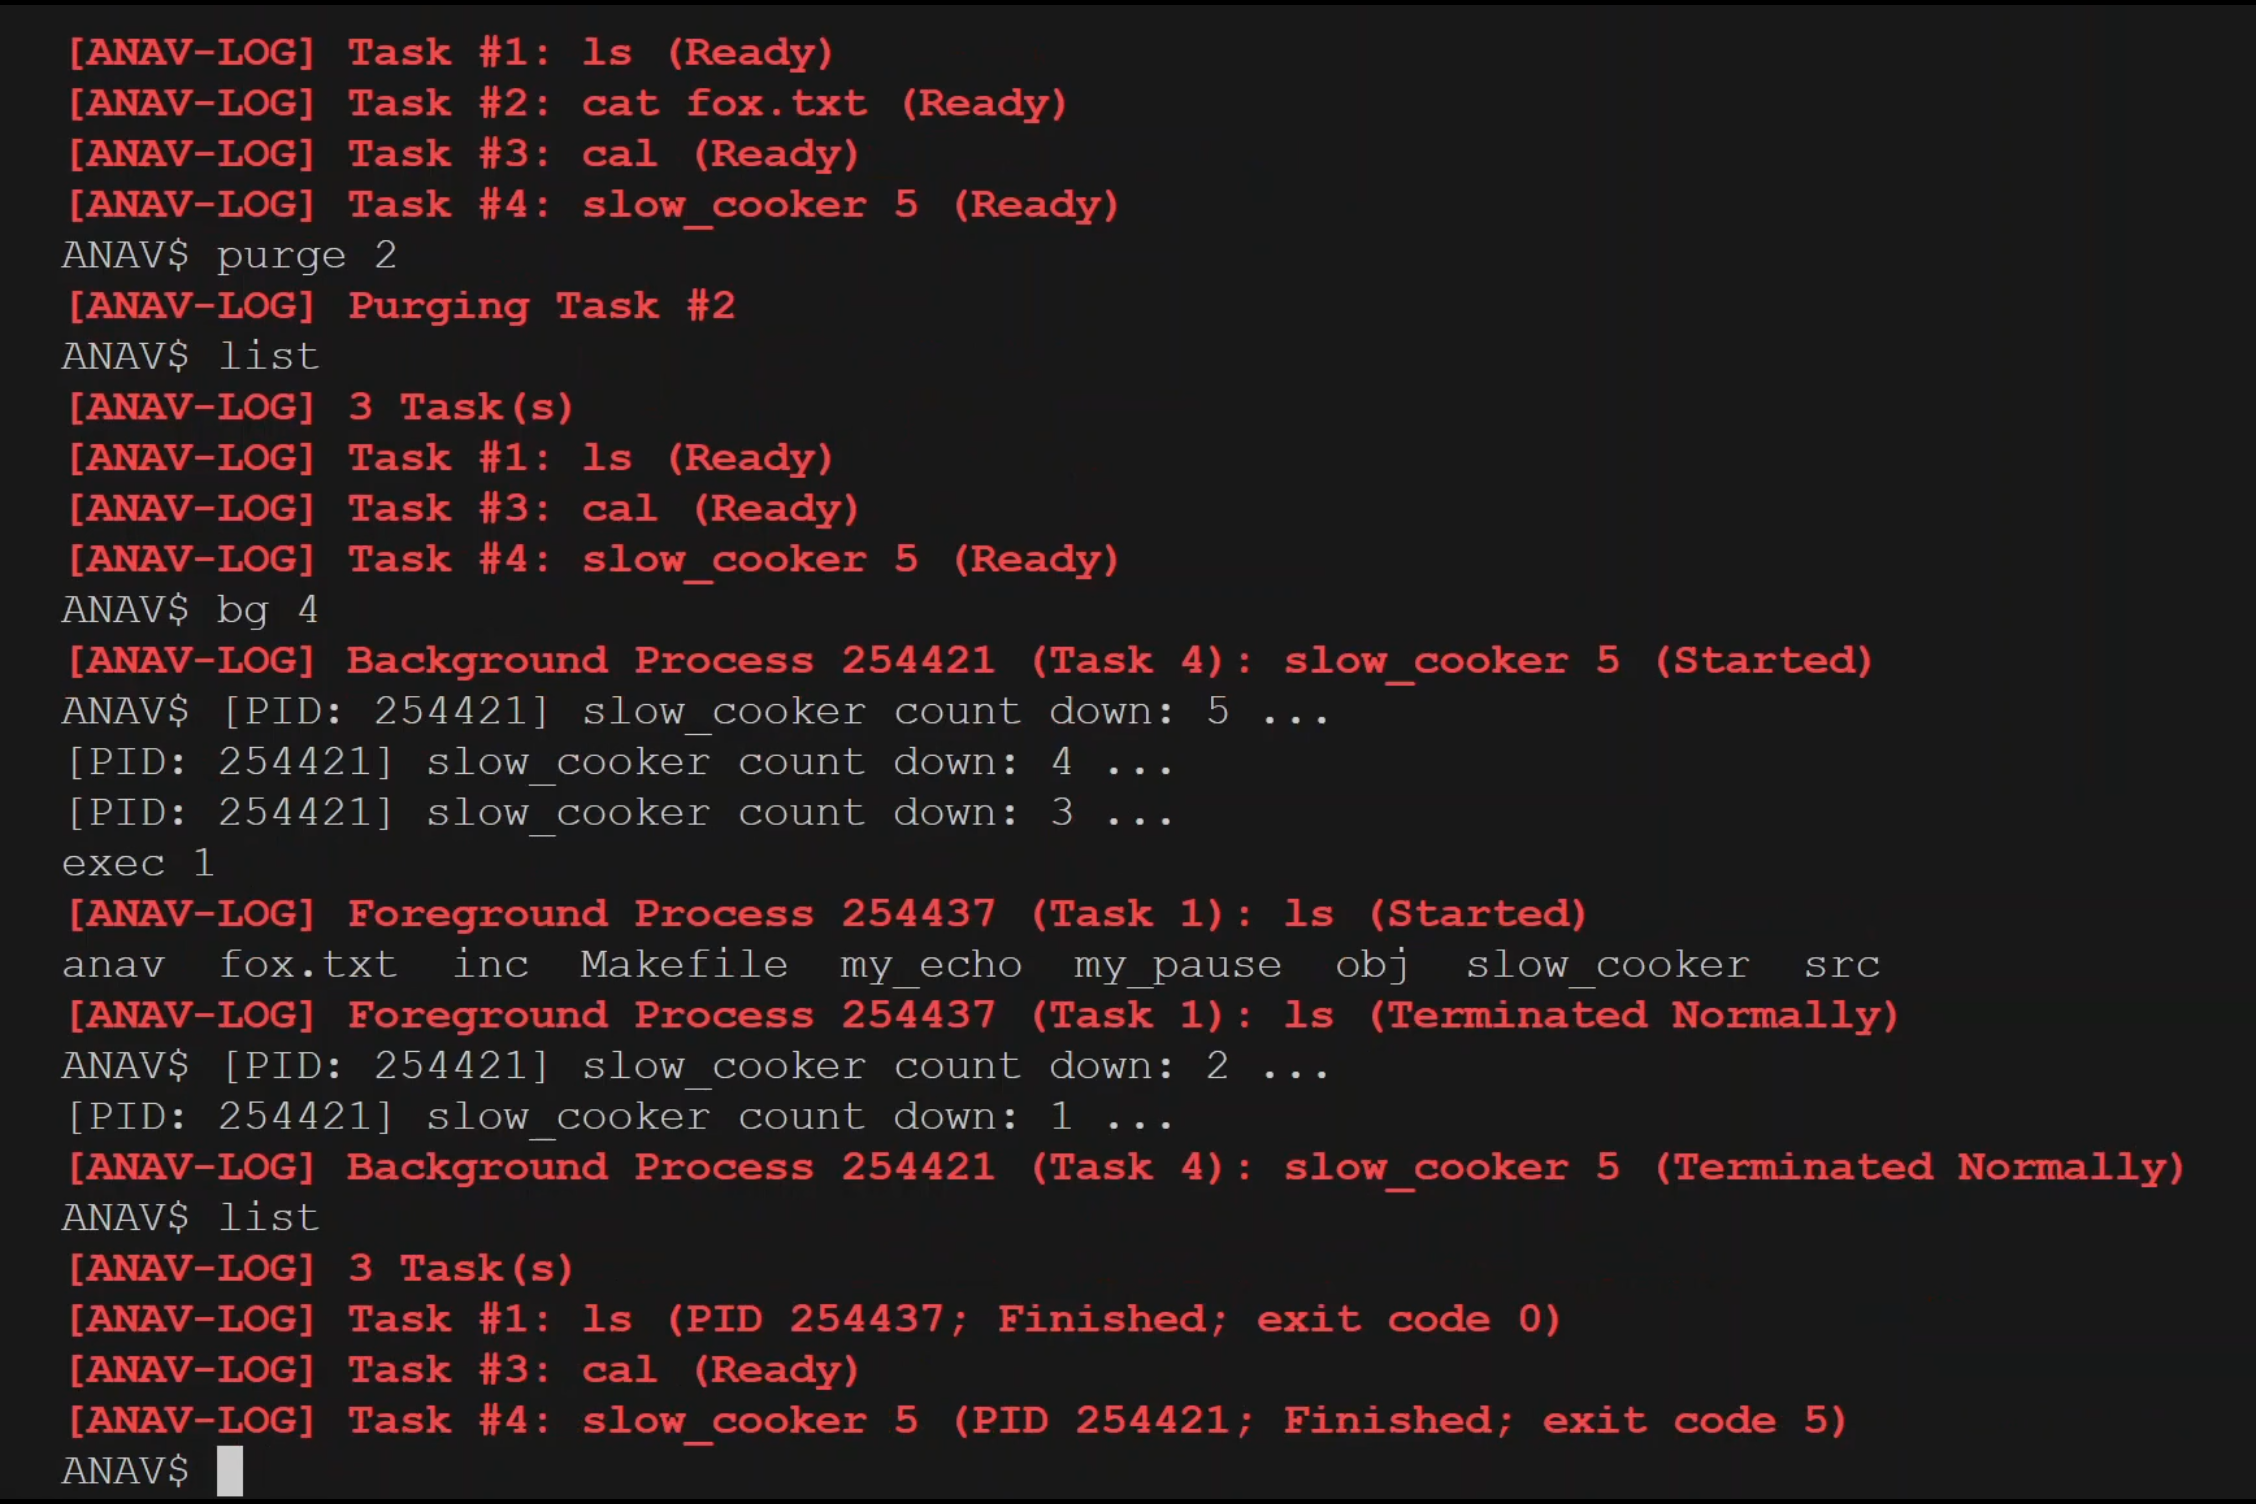 [ANAV-LOG] Task #1: ls (Ready)
[ANAV-LOG] Task #2: cat fox.txt (Ready)
[ANAV-LOG] Task #3: cal (Ready)
[ANAV-LOG] Task #4: slow_cooker 5 (Ready)
ANAV$ purge 2
[ANAV-LOG] Purging Task #2
ANAV$ list
[ANAV-LOG] 3 Task(s)
[ANAV-LOG] Task #1: ls (Ready)
[ANAV-LOG] Task #3: cal (Ready)
[ANAV-LOG] Task #4: slow_cooker 5 (Ready)
ANAV$ bg 4
[ANAV-LOG] Background Process 254421 (Task 4): slow_cooker 5 (Started)
ANAV$ [PID: 254421] slow_cooker count down: 5 ...
[PID: 254421] slow_cooker count down: 4 ...
[PID: 254421] slow_cooker count down: 3 ...
exec 1
[ANAV-LOG] Foreground Process 254437 (Task 1): ls (Started)
anav  fox.txt  inc  Makefile  my_echo  my_pause  obj  slow_cooker  src
[ANAV-LOG] Foreground Process 254437 (Task 1): ls (Terminated Normally)
ANAV$ [PID: 254421] slow_cooker count down: 2 ...
[PID: 254421] slow_cooker count down: 1 ...
[ANAV-LOG] Background Process 254421 (Task 4): slow_cooker 5 (Terminated Normally)
ANAV$ list
[ANAV-LOG] 3 Task(s)
[ANAV-LOG] Task #1: ls (PID 254437; Finished; exit code 0)
[ANAV-LOG] Task #3: cal (Ready)
[ANAV-LOG] Task #4: slow_cooker 5 (PID 254421; Finished; exit code 5)
ANAV$